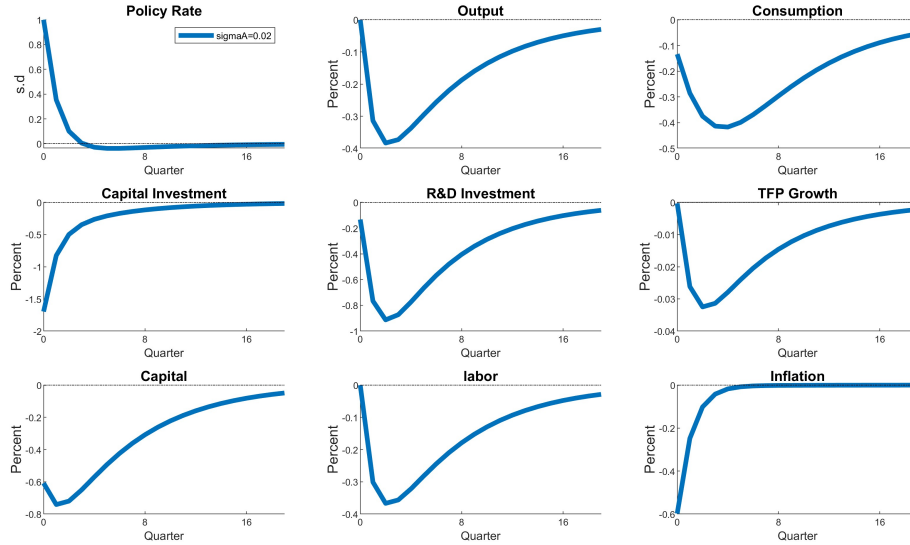 Policy Rate
1
0.8
0.6
0.4
0.2
0
s.d
sigmaA=0.02
0 8 16
Quarter
Output
0
-0.1
-0.2
-0.3
-0.4
Percent
0 8 16
Quarter
Consumption
0
-0.1
-0.2
-0.3
-0.4
-0.5
Percent
0 8 16
Quarter
Capital Investment
0
-0.5
-1
-1.5
-2
Percent
0 8 16
Quarter
R&D Investment
0
-0.2
-0.4
-0.6
-0.8
-1
Percent
0 8 16
Quarter
TFP Growth
0
-0.01
-0.02
-0.03
-0.04
Percent
0 8 16
Quarter
Capital
0
-0.2
-0.4
-0.6
-0.8
Percent
0 8 16
Quarter
labor
0
-0.1
-0.2
-0.3
-0.4
Percent
0 8 16
Quarter
Inflation
0
-0.2
-0.4
-0.6
Percent
0 8 16
Quarter